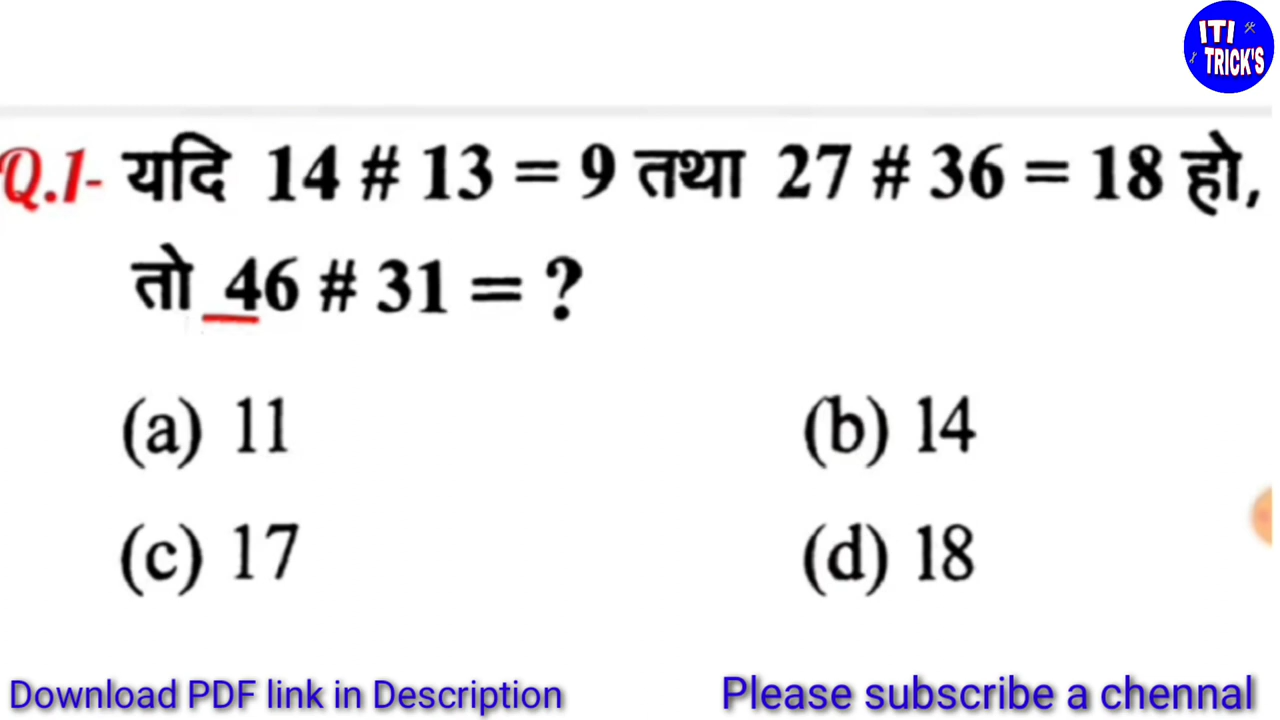 ITI
TRICK'S
Q.1- यदि 14 # 13 = 9 तथा 27 # 36 = 18 हो,
तो 46 # 31 = ?
(a) 11 (b) 14
(c) 17 (d) 18
Download PDF link in Description Please subscribe a chennal